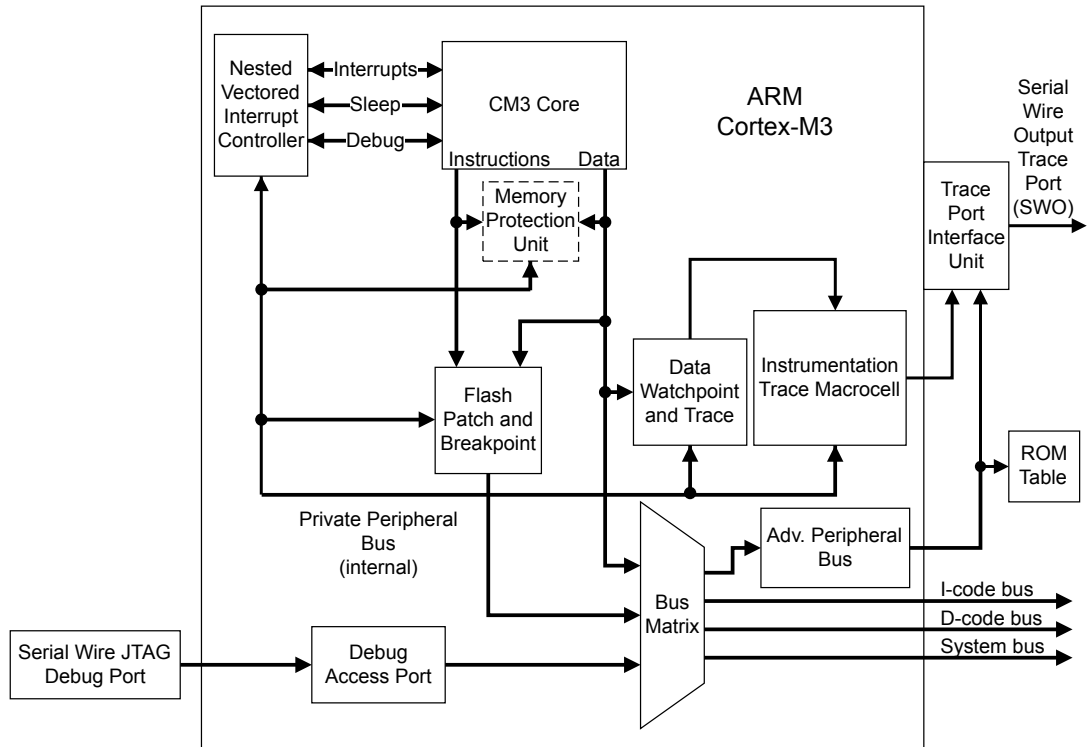 Nested
Vectored
Interrupt
Controller
Interrupts
Sleep
Debug
CM3 Core
Instructions
Data
ARM
Cortex-M3
Serial
Wire
Output
Trace
Port
(SWO)
Trace
Port
Interface
Unit
Memory
Protection
Unit
Flash
Patch and
Breakpoint
Data
Watchpoint
and Trace
Instrumentation
Trace Macrocell
ROM
Table
Private Peripheral
Bus
(internal)
Adv. Peripheral
Bus
Bus
Matrix
I-code bus
D-code bus
System bus
Serial Wire JTAG
Debug Port
Debug
Access Port